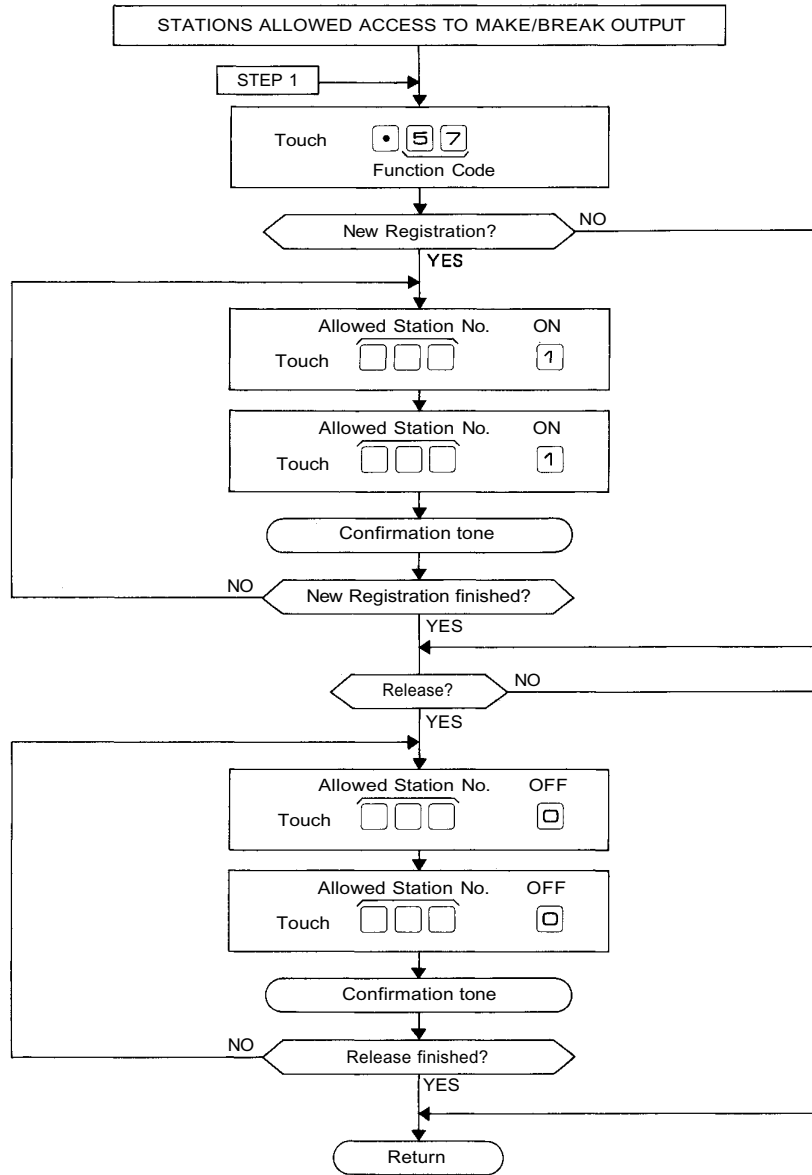 STATIONS ALLOWED ACCESS TO MAKE/BREAK OUTPUT
STEP 1
Touch • 5 7
Function Code
New Registration? NO
YES
Allowed Station No. ON
Touch 1
Allowed Station No. ON
Touch 1
Confirmation tone
NO New Registration finished?
YES
Release? NO
YES
Allowed Station No. OFF
Touch 0
Allowed Station No. OFF
Touch 0
Confirmation tone
NO Release finished?
YES
Return